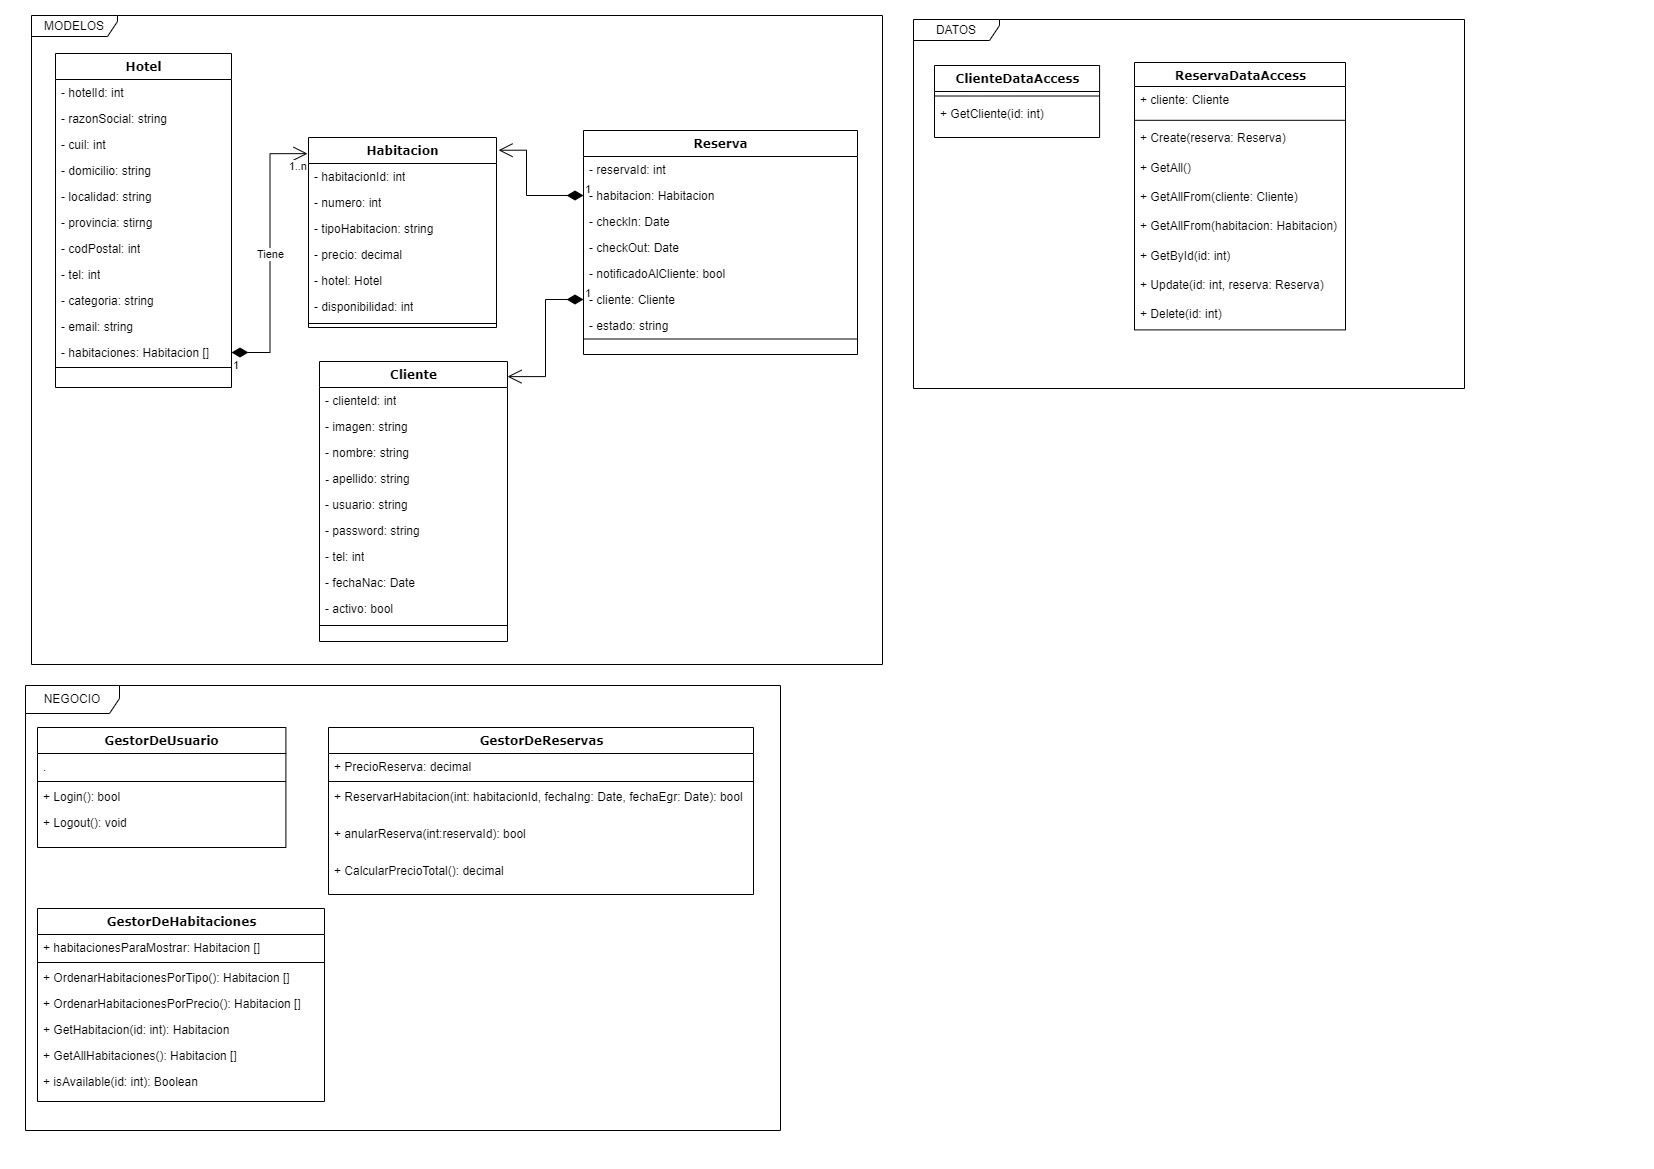 MODELOS
Hotel
- hotelId: int
- razonSocial: string
- cuil: int
- domicilio: string
- localidad: string
- provincia: stirng
- codPostal: int
- tel: int
- categoria: string
- email: string
- habitaciones: Habitacion []
1
Tiene
1..n
Habitacion
- habitacionId: int
- numero: int
- tipoHabitacion: string
- precio: decimal
- hotel: Hotel
- disponibilidad: int
Reserva
- reservaId: int
1
- habitacion: Habitacion
- checkIn: Date
- checkOut: Date
- notificadoAlCliente: bool
1
- cliente: Cliente
- estado: string
Cliente
- clienteId: int
- imagen: string
- nombre: string
- apellido: string
- usuario: string
- password: string
- tel: int
- fechaNac: Date
- activo: bool
DATOS
ClienteDataAccess
+ GetCliente(id: int)
ReservaDataAccess
+ cliente: Cliente
+ Create(reserva: Reserva)
+ GetAll()
+ GetAllFrom(cliente: Cliente)
+ GetAllFrom(habitacion: Habitacion)
+ GetById(id: int)
+ Update(id: int, reserva: Reserva)
+ Delete(id: int)
NEGOCIO
GestorDeUsuario
.
+ Login(): bool
+ Logout(): void
GestorDeReservas
+ PrecioReserva: decimal
+ ReservarHabitacion(int: habitacionId, fechaIng: Date, fechaEgr: Date): bool
+ anularReserva(int:reservaId): bool
+ CalcularPrecioTotal(): decimal
GestorDeHabitaciones
+ habitacionesParaMostrar: Habitacion []
+ OrdenarHabitacionesPorTipo(): Habitacion []
+ OrdenarHabitacionesPorPrecio(): Habitacion []
+ GetHabitacion(id: int): Habitacion
+ GetAllHabitaciones(): Habitacion []
+ isAvailable(id: int): Boolean